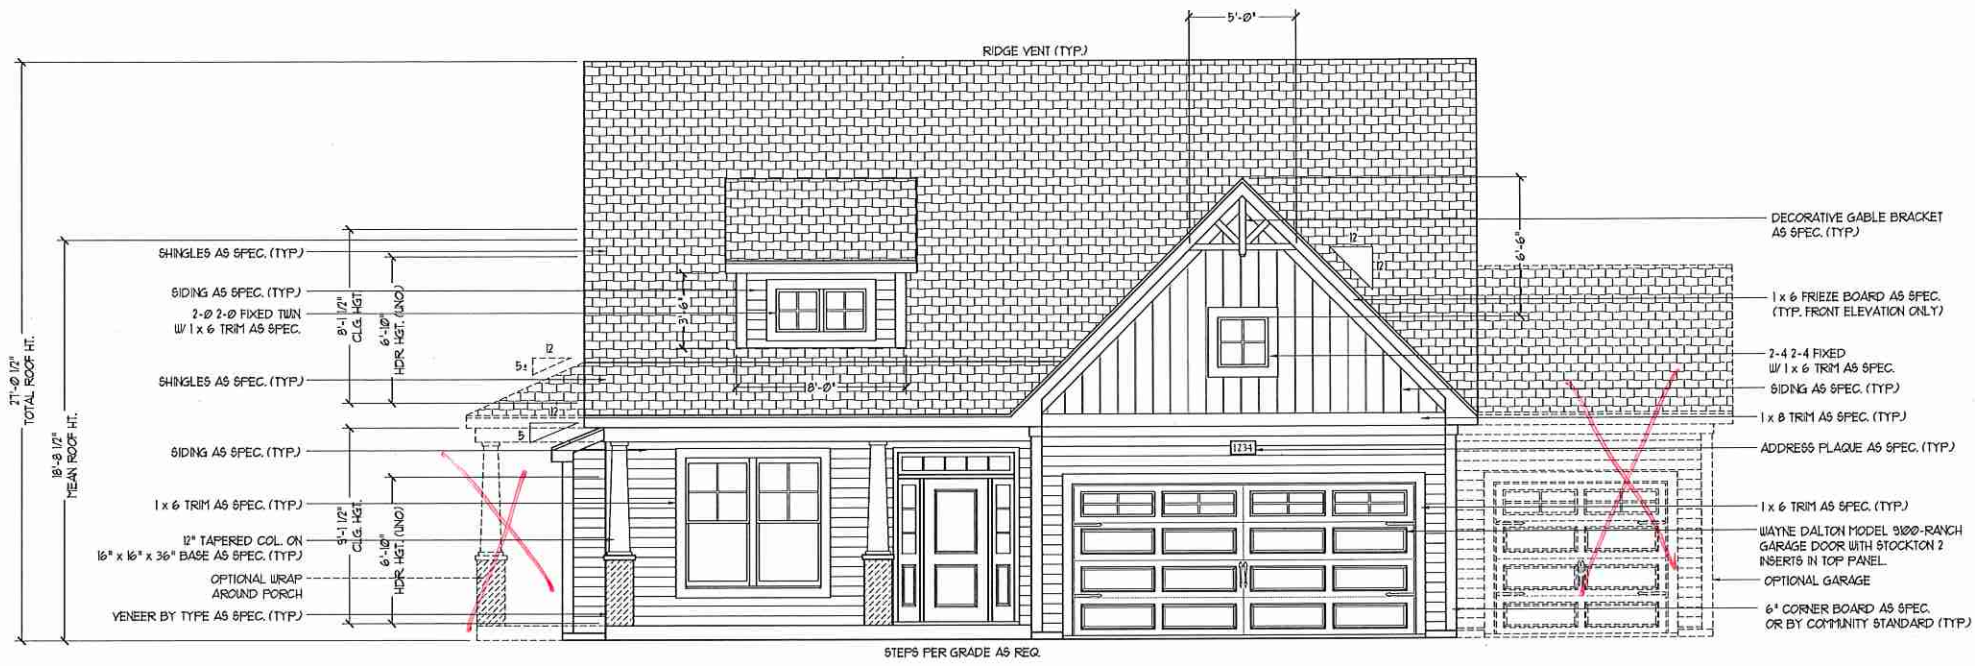 5'-0"
RIDGE VENT (TYP.)
27'-0 1/2"
TOTAL ROOF HT.
18'-8 1/2"
MEAN ROOF HT.
8'-1 1/2"
CLG. HGT.
6'-10"
HDR. HGT. (UNO)
9'-1 1/2"
CLG. HGT.
6'-10"
HDR. HGT. (UNO)
SHINGLES AS SPEC. (TYP.)
SIDING AS SPEC. (TYP.)
2-0 2-0 FIXED TWIN
W/ 1 x 6 TRIM AS SPEC.
SHINGLES AS SPEC. (TYP.)
SIDING AS SPEC. (TYP.)
1 x 6 TRIM AS SPEC. (TYP.)
12" TAPERED COL. ON
16" x 16" x 36" BASE AS SPEC. (TYP.)
OPTIONAL WRAP
AROUND PORCH
VENEER BY TYPE AS SPEC. (TYP.)
12
5±
12
5
3'-6"
8'-0"
12
12
6'-6"
1234
DECORATIVE GABLE BRACKET
AS SPEC. (TYP.)
1 x 6 FRIEZE BOARD AS SPEC.
(TYP. FRONT ELEVATION ONLY)
2-4 2-4 FIXED
W/ 1 x 6 TRIM AS SPEC.
SIDING AS SPEC. (TYP.)
1 x 8 TRIM AS SPEC. (TYP.)
ADDRESS PLAQUE AS SPEC. (TYP.)
1 x 6 TRIM AS SPEC. (TYP.)
WAYNE DALTON MODEL 9100-RANCH
GARAGE DOOR WITH STOCKTON 2
INSERTS IN TOP PANEL.
OPTIONAL GARAGE
6" CORNER BOARD AS SPEC.
OR BY COMMUNITY STANDARD (TYP.)
STEPS PER GRADE AS REQ.